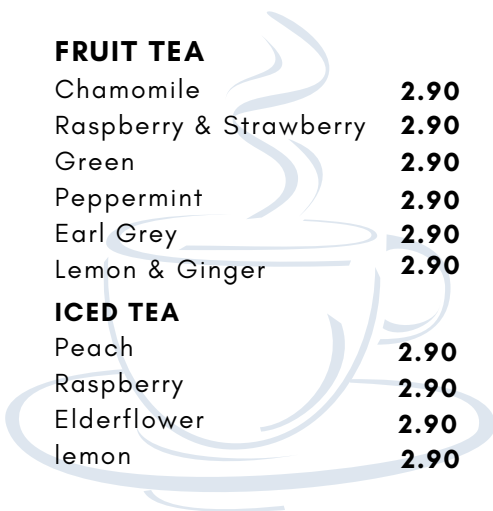 FRUIT TEA
Chamomile 2.90
Raspberry & Strawberry 2.90
Green 2.90
Peppermint 2.90
Earl Grey 2.90
Lemon & Ginger 2.90
ICED TEA
Peach 2.90
Raspberry 2.90
Elderflower 2.90
lemon 2.90